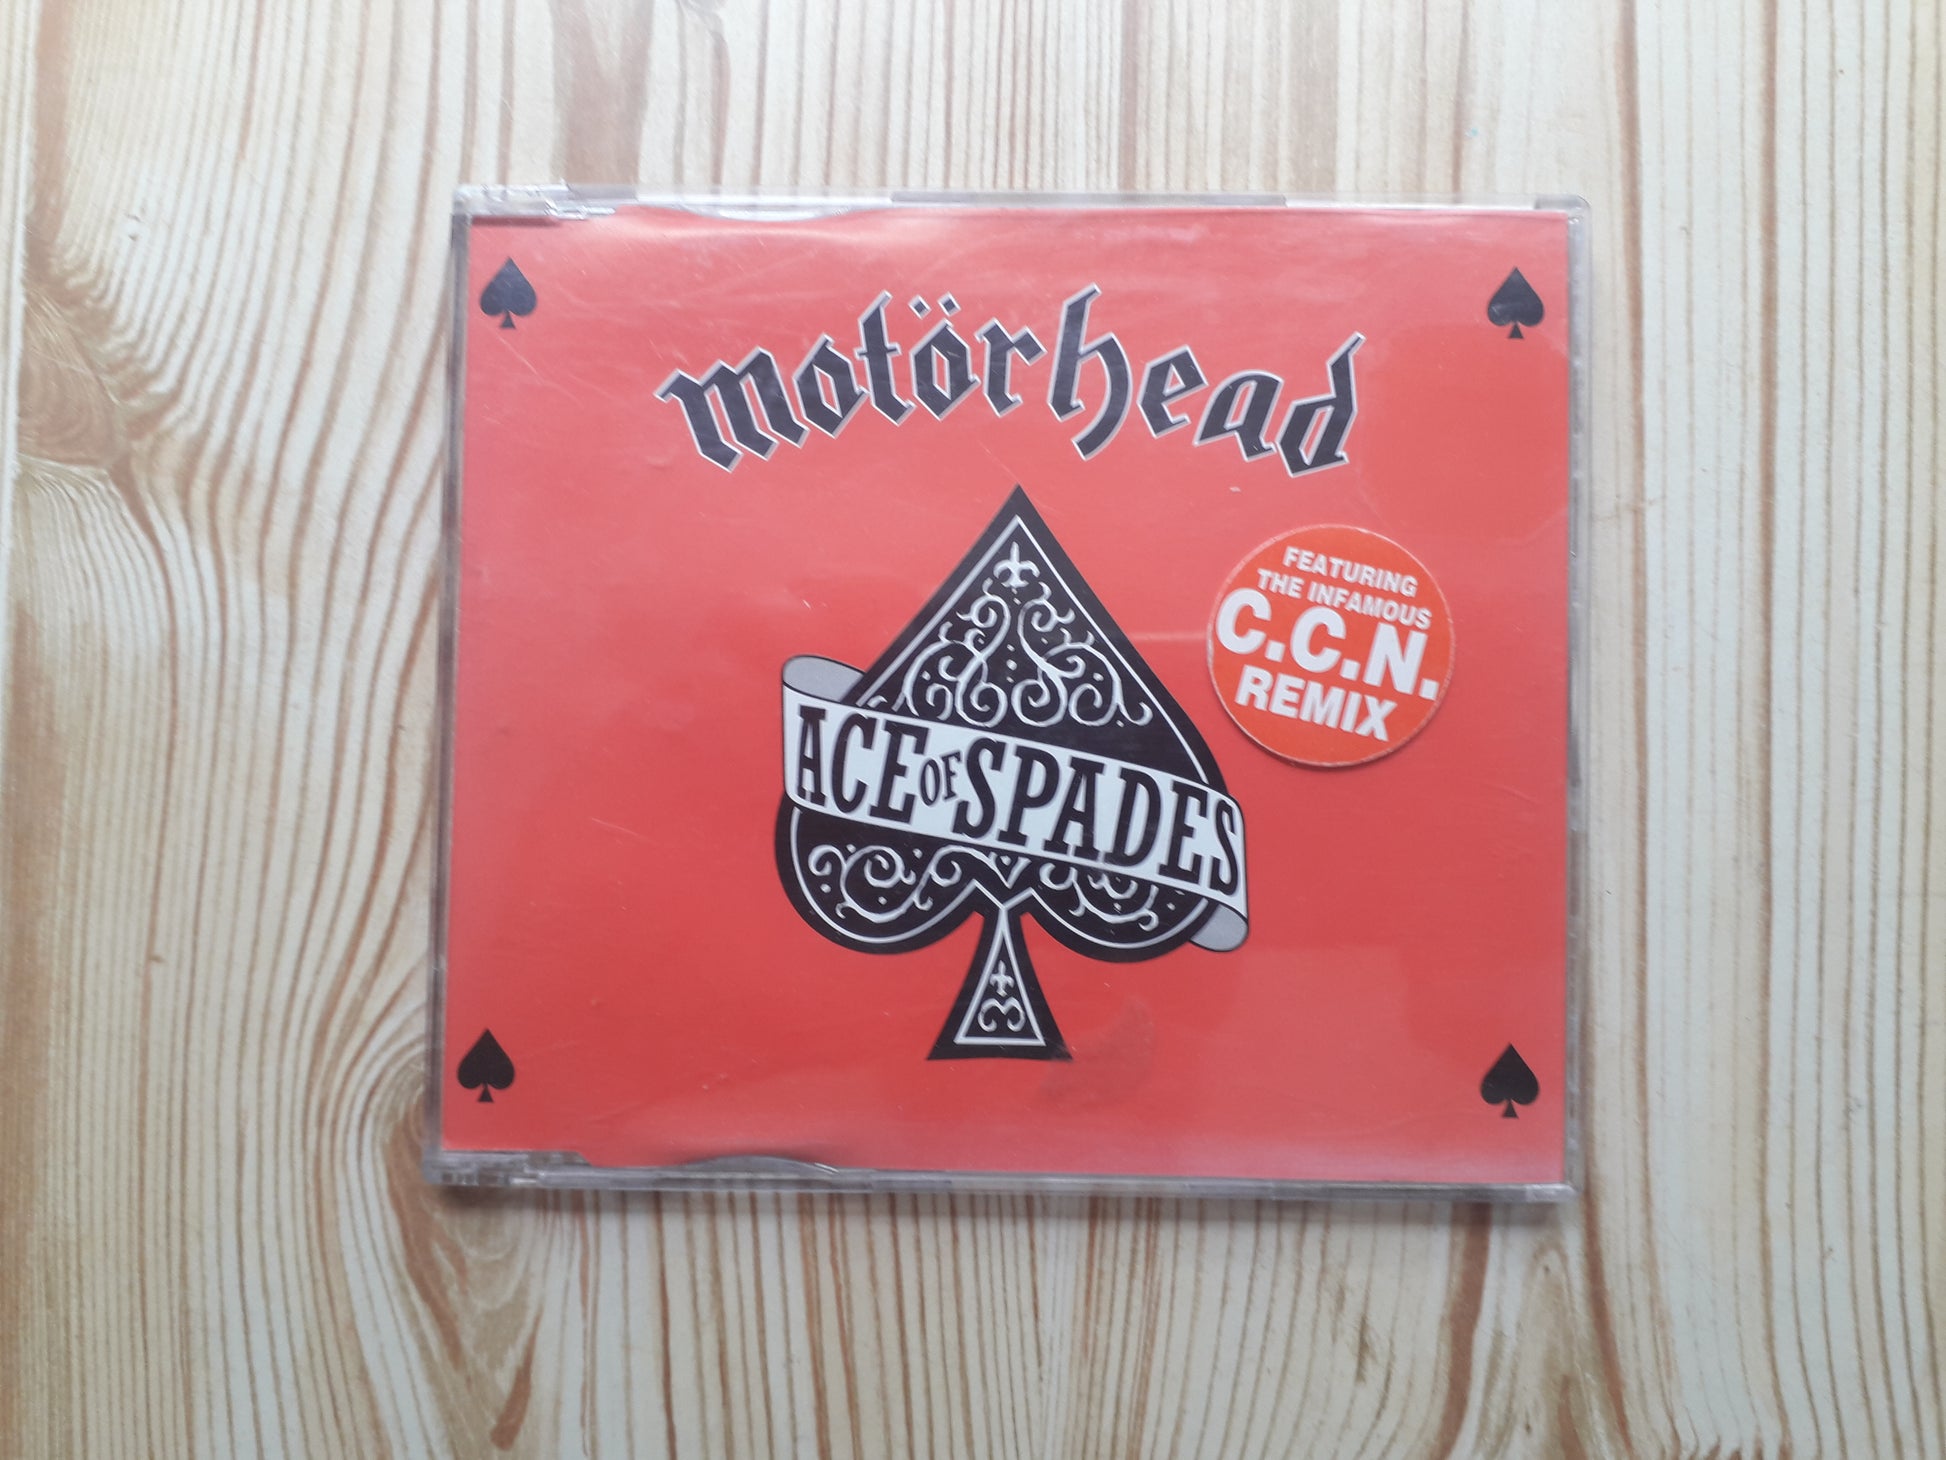 motörhead
ACE OF SPADES
FEATURING
THE INFAMOUS
C.C.N.
REMIX